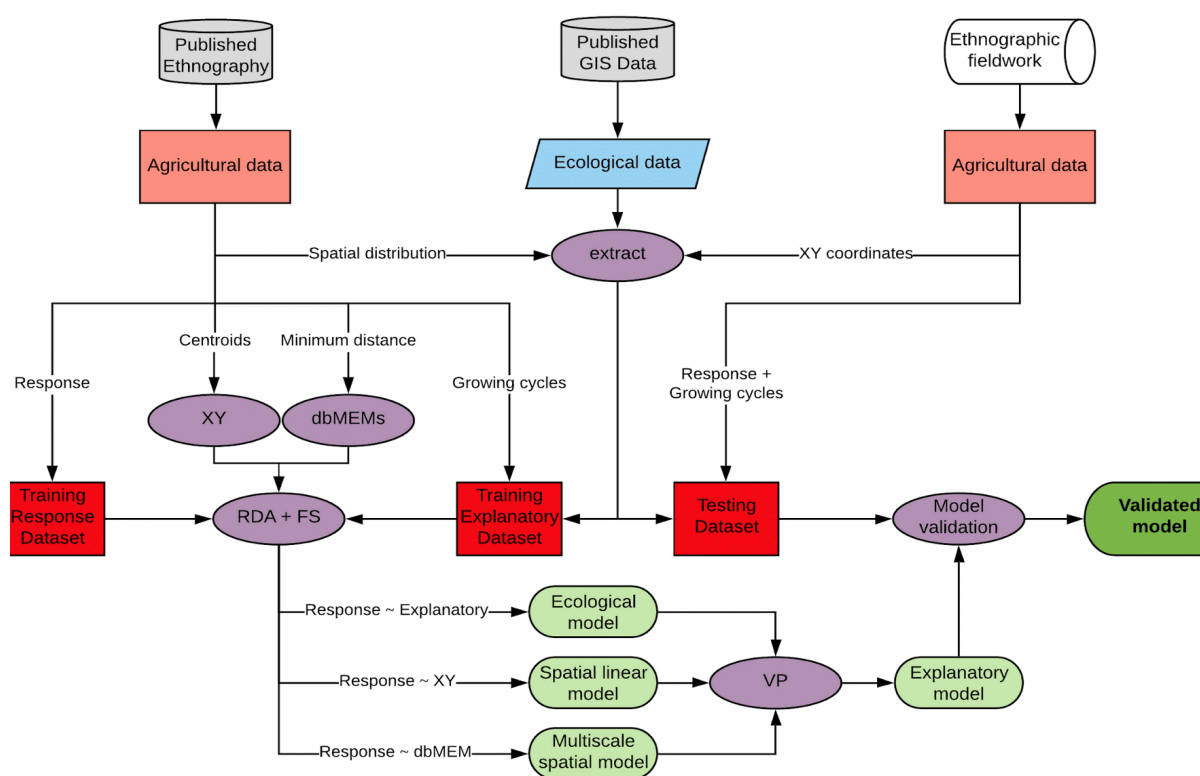 Published
Ethnography
Published
GIS Data
Ethnographic
fieldwork
Agricultural data
Ecological data
Agricultural data
Spatial distribution
extract
XY coordinates
Centroids
Minimum distance
Response
Growing cycles
Response +
Growing cycles
XY
dbMEMs
Training
Response
Dataset
RDA + FS
Training
Explanatory
Dataset
Testing
Dataset
Model
validation
Validated
model
Response ~ Explanatory
Ecological
model
Response ~ XY
Spatial linear
model
VP
Explanatory
model
Response ~ dbMEM
Multiscale
spatial model